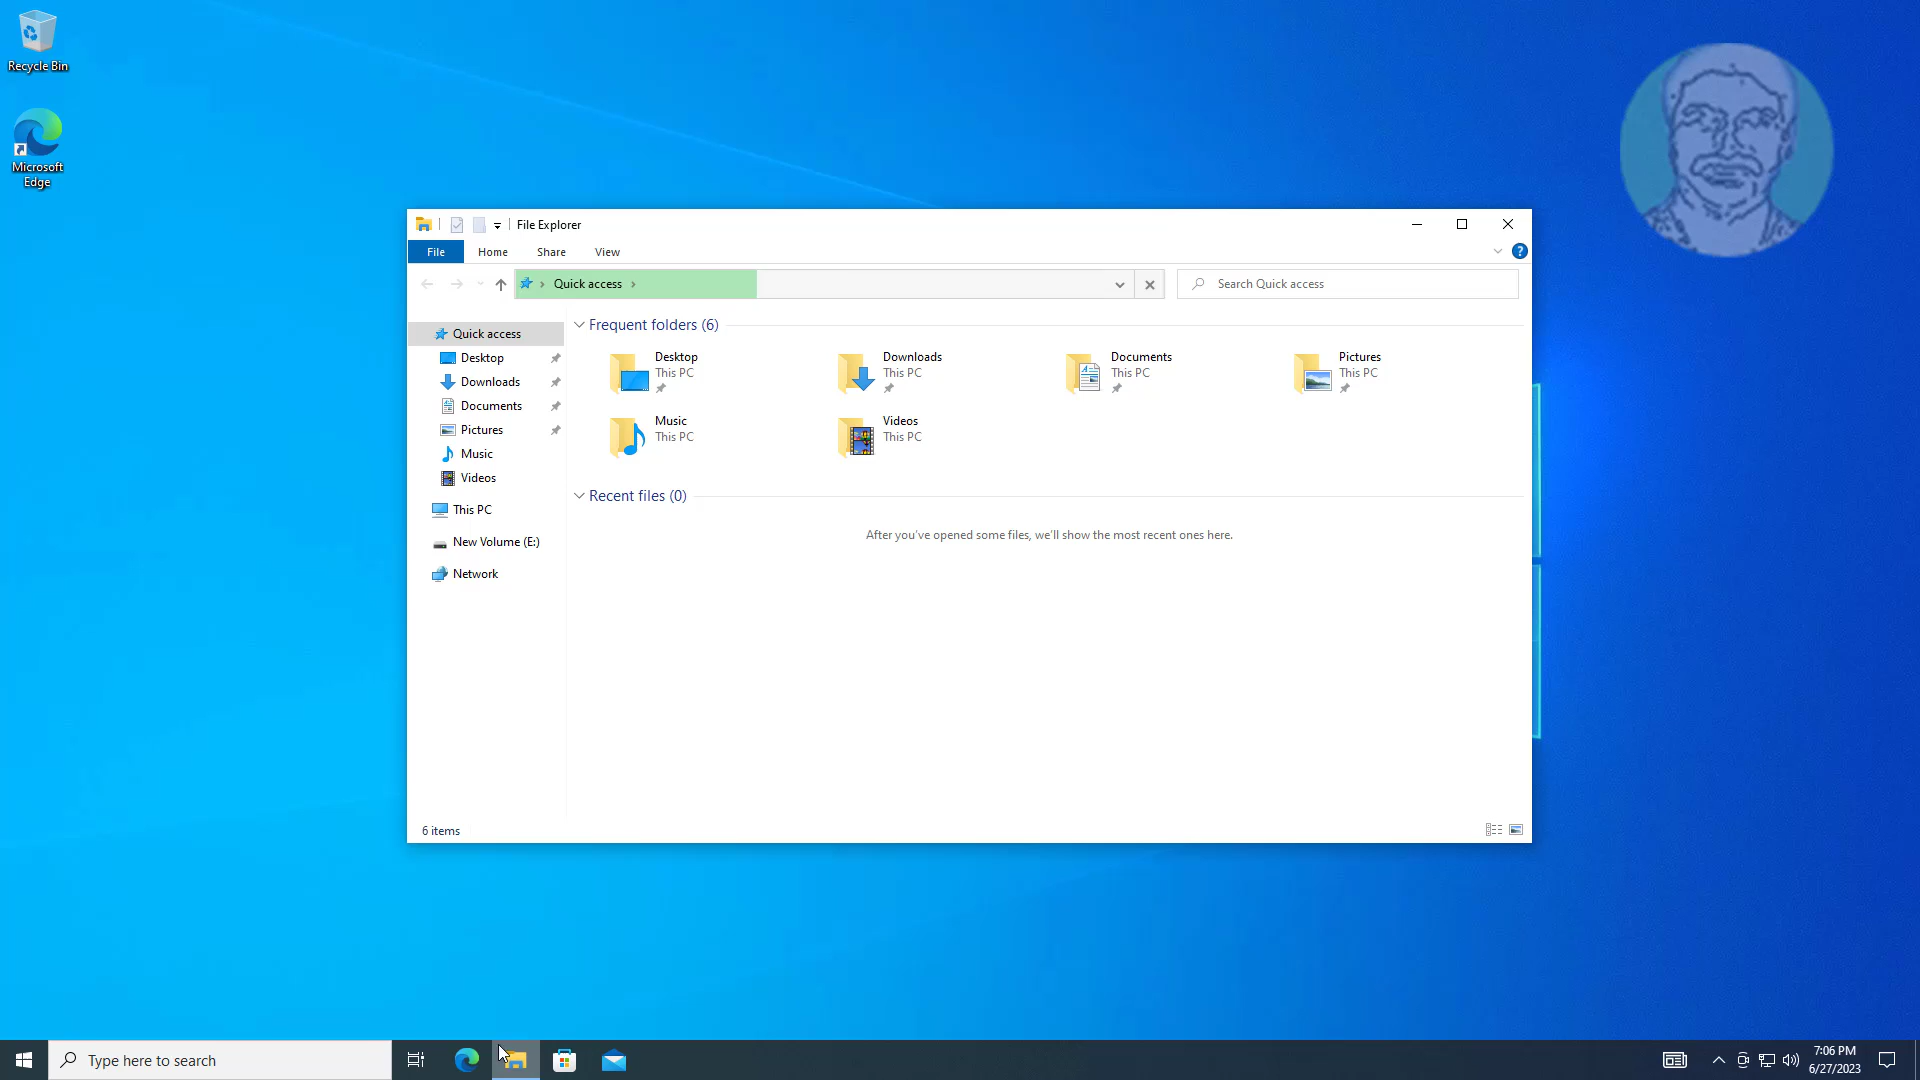 Recycle Bin
Microsoft
Edge
File Explorer
File
Home
Share
View
Quick access
Search Quick access
Quick access
Desktop
Downloads
Documents
Pictures
Music
Videos
This PC
New Volume (E:)
Network
Frequent folders (6)
Desktop
This PC
Downloads
This PC
Documents
This PC
Pictures
This PC
Music
This PC
Videos
This PC
Recent files (0)
After you've opened some files, we'll show the most recent ones here.
6 items
Type here to search
7:06 PM
6/27/2023